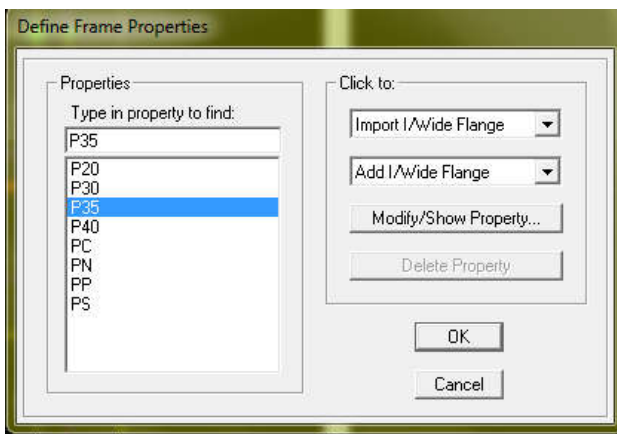 Define Frame Properties
Properties
Type in property to find:
P35
P20
P30
P35
P40
PC
PN
PP
PS
Click to:
Import I/Wide Flange
Add I/Wide Flange
Modify/Show Property...
Delete Property
OK
Cancel